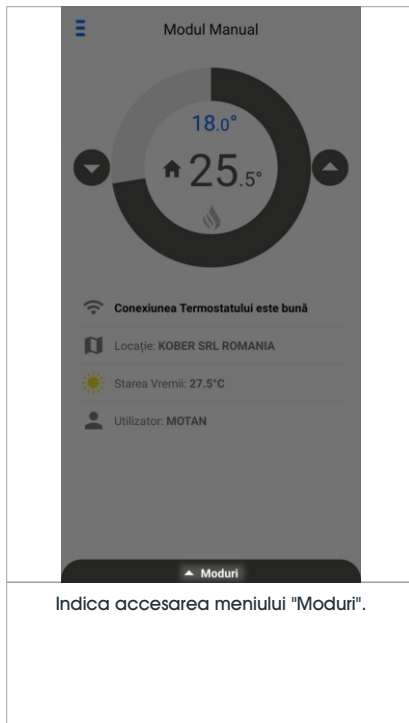 Modul Manual
18.0°
25.5°
Conexiunea Termostatului este bună
Locație: KOBER SRL ROMANIA
Starea Vremii: 27.5°C
Utilizator: MOTAN
Moduri
Indica accesarea meniului "Moduri".